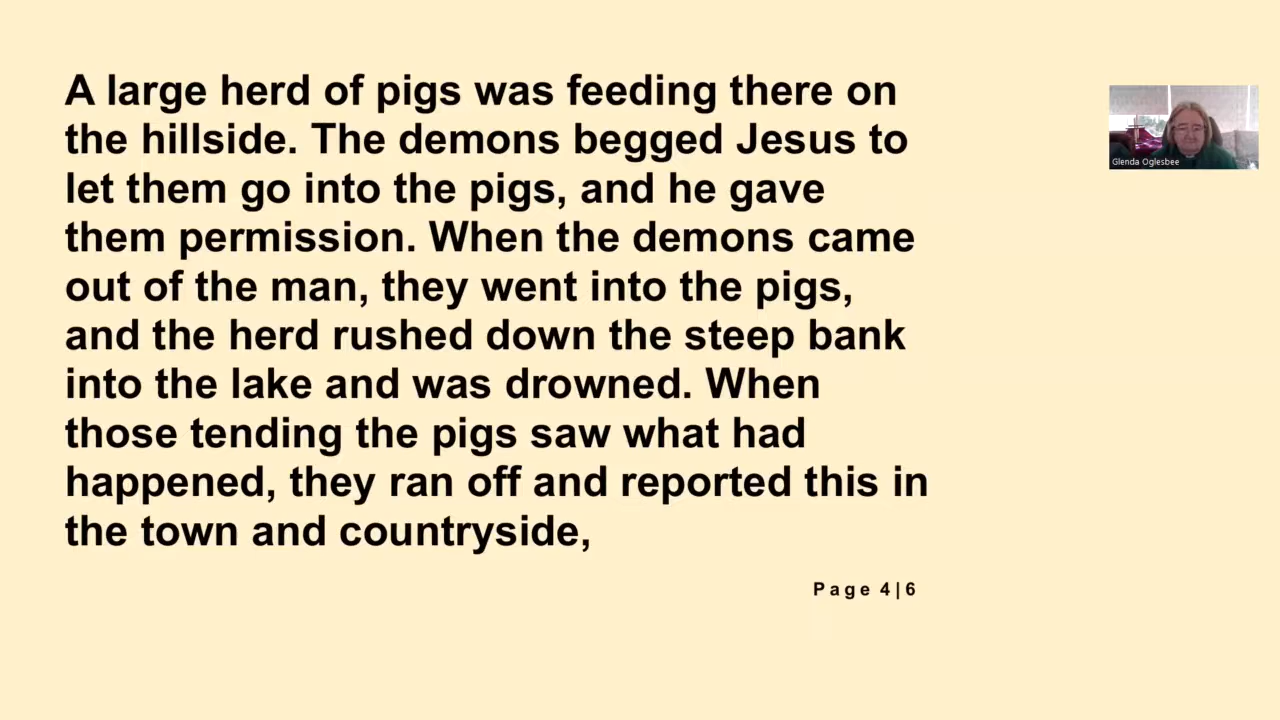 A large herd of pigs was feeding there on
the hillside. The demons begged Jesus to
let them go into the pigs, and he gave
them permission. When the demons came
out of the man, they went into the pigs,
and the herd rushed down the steep bank
into the lake and was drowned. When
those tending the pigs saw what had
happened, they ran off and reported this in
the town and countryside,
Page 4|6
Glenda Oglesbee